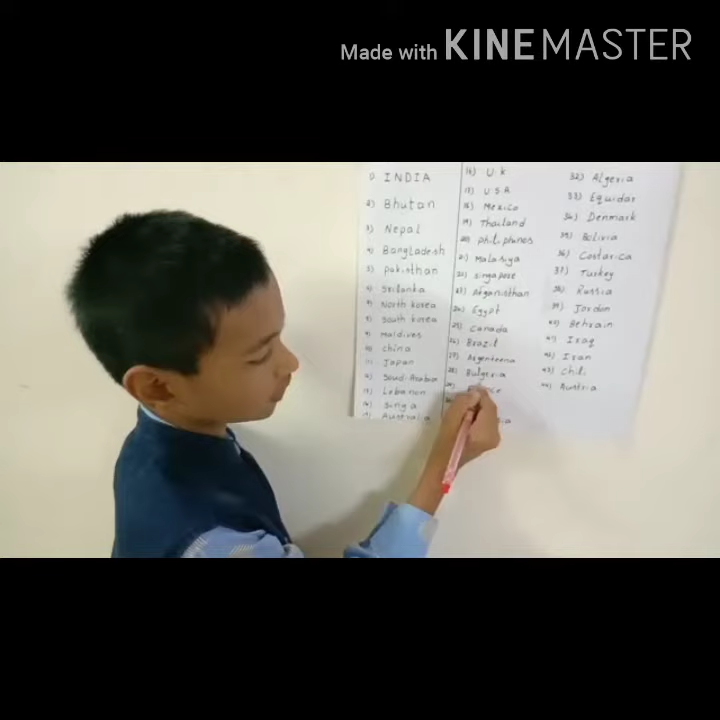 Made with KINEMASTER
1) INDIA
2) Bhutan
3) Nepal
4) Bangladesh
5) pakisthan
6) Srilanka
7) North korea
8) South korea
9) maldives
10) china
11) Japan
12) Saudi Arabia
13) Lebanon
14) Singa
15) Australia
16) U.K
17) U S A
18) Mexico
19) Thailand
20) philiphines
21) Malasiya
22) singapore
23) Afganisthan
24) Egypt
25) Canada
26) Brazil
27) Argenteena
28) Bulgeria
29)
32) Algeria
33) Equidar
34) Denmark
35) Bolivia
36) Costarica
37) Turkey
38) Russia
39) Jordon
40) Behrain
41) Iraq
42) Iran
43) Chili
44) Austria